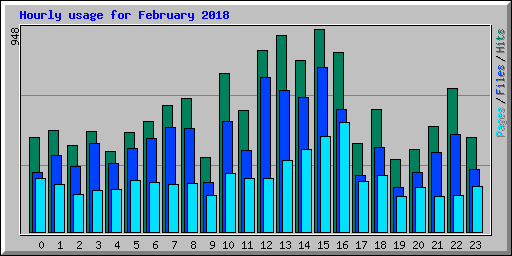 Hourly usage for February 2018
948
Pages/Files/Hits
0 1 2 3 4 5 6 7 8 9 10 11 12 13 14 15 16 17 18 19 20 21 22 23